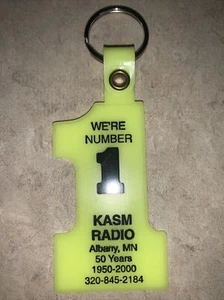 WE'RE
NUMBER
1
KASM
RADIO
Albany, MN
50 Years
1950-2000
320-845-2184